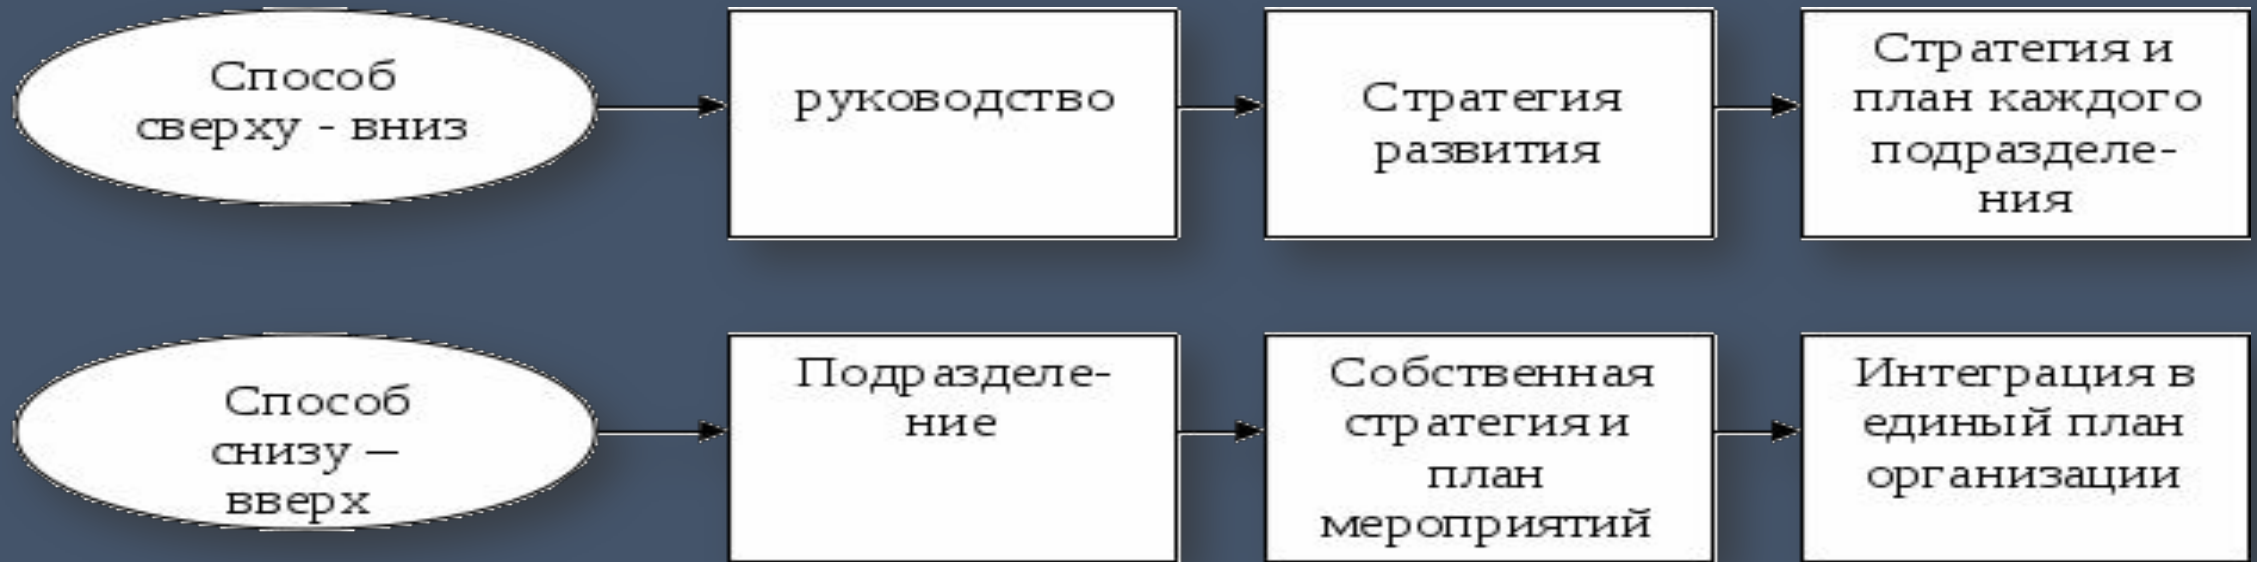 Способ
сверху - вниз
руководство
Стратегия
развития
Стратегия и
план каждого
подразделе-
ния
Способ
снизу –
вверх
Подразделе-
ние
Собственная
стратегия и
план
мероприятий
Интеграция в
единый план
организации